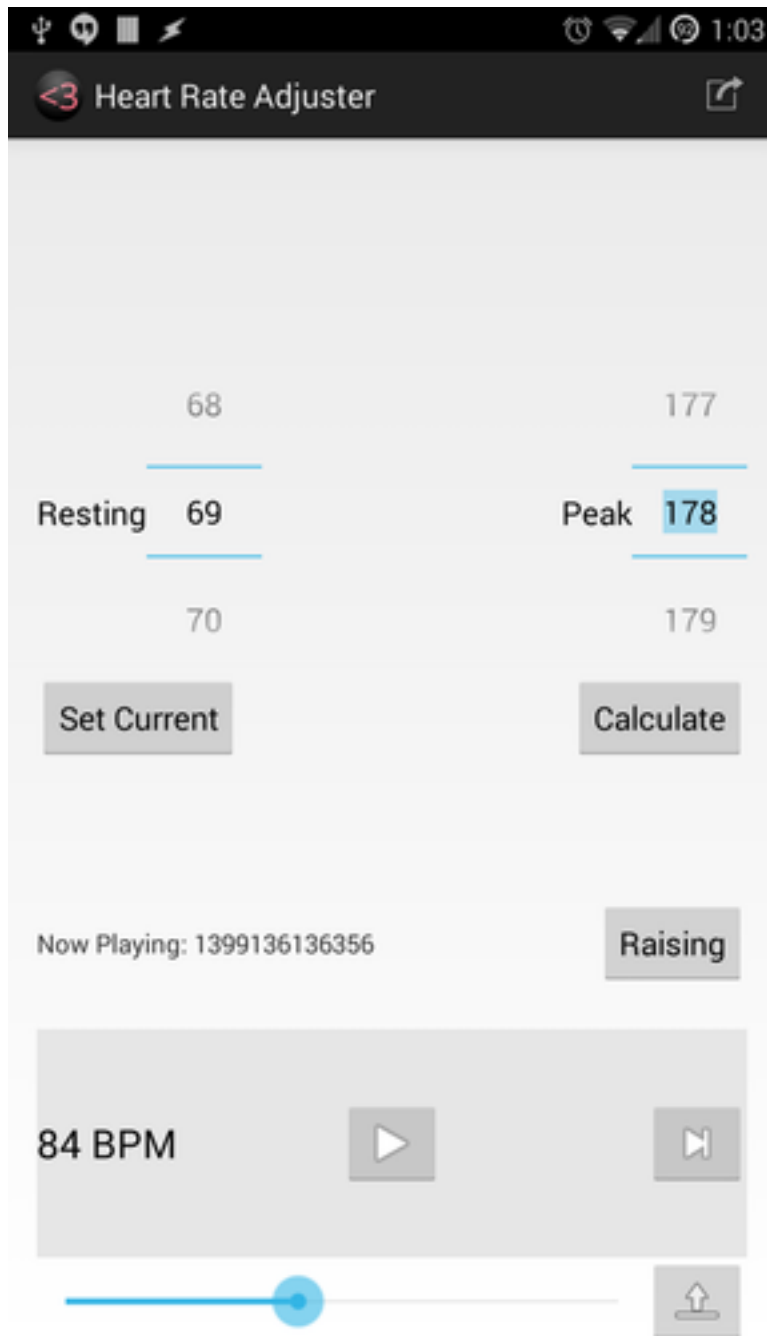 92 1:03
<3 Heart Rate Adjuster
68 177
Resting 69 Peak 178
70 179
Set Current Calculate
Now Playing: 1399136136356 Raising
84 BPM